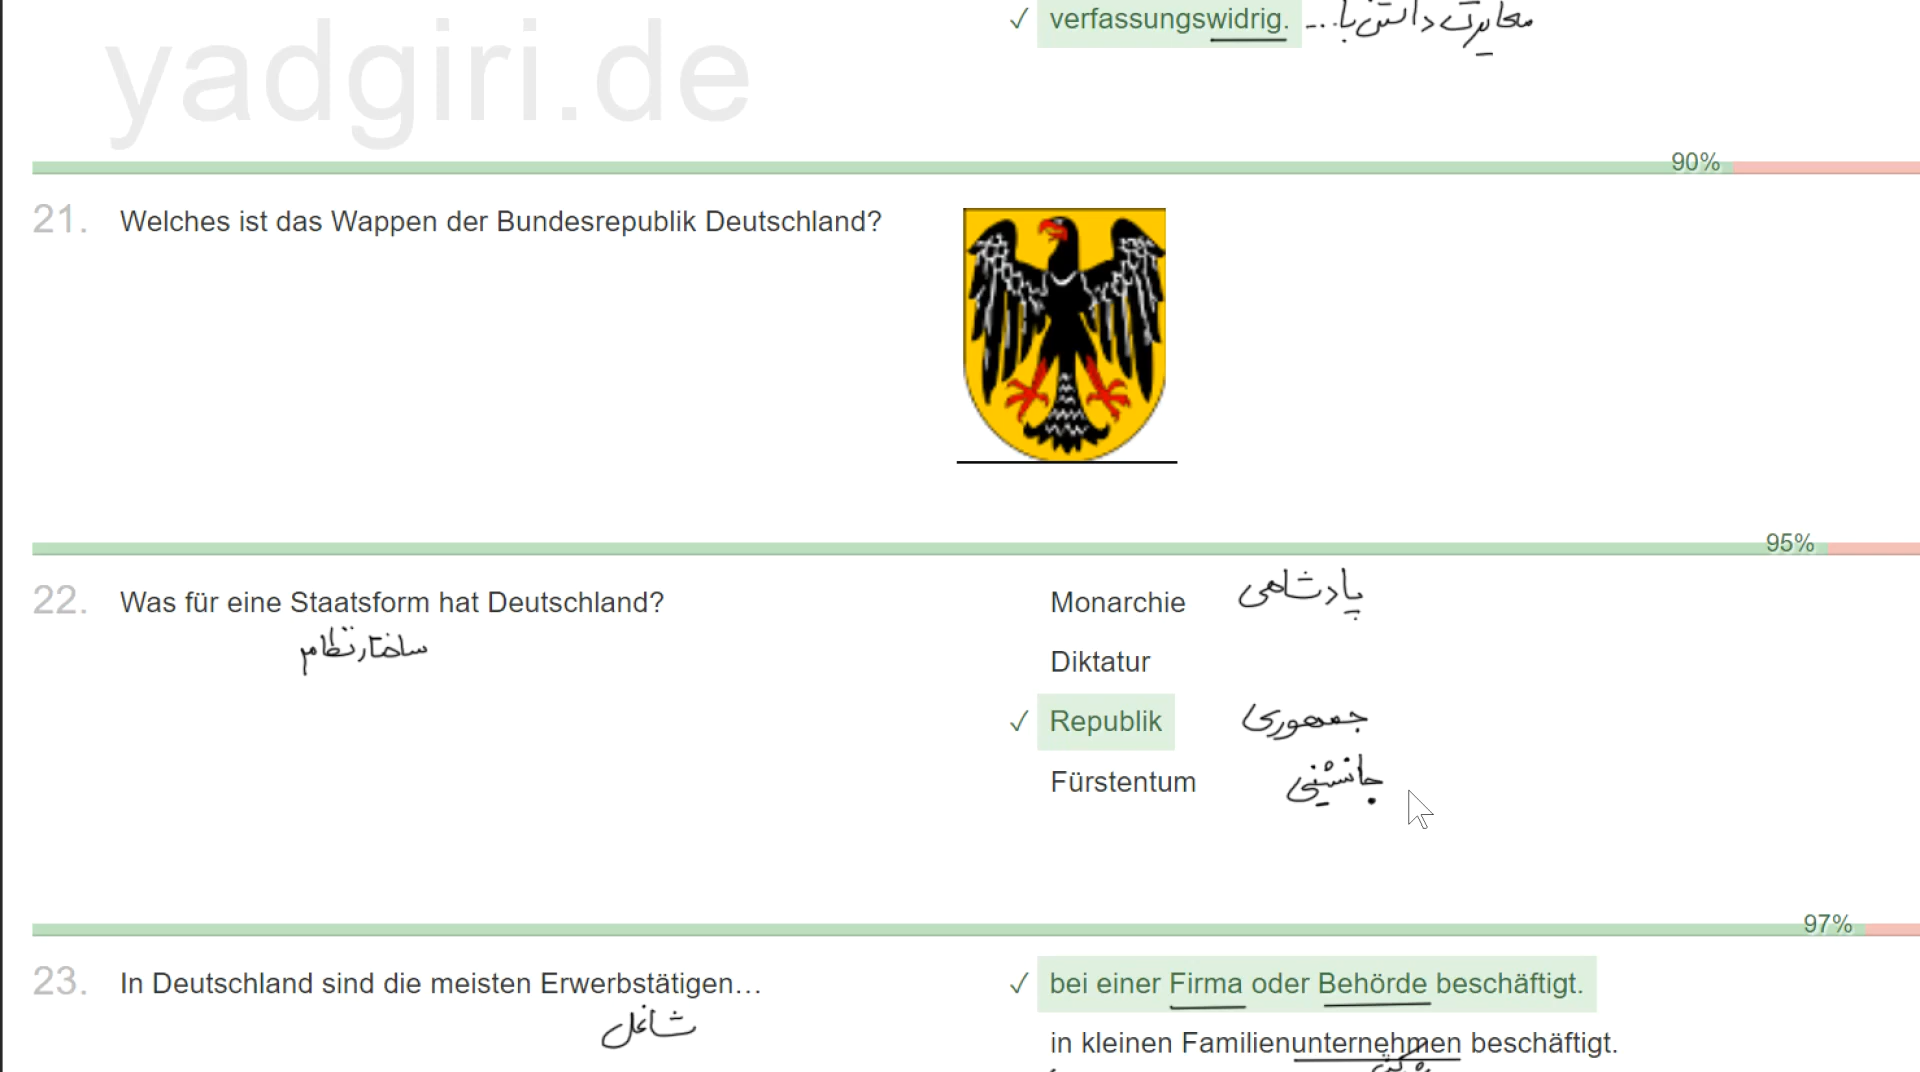 yadgiri.de
✓ verfassungswidrig. مغایرت داشتن با...
90%
21. Welches ist das Wappen der Bundesrepublik Deutschland?
95%
22. Was für eine Staatsform hat Deutschland?
ساختار نظام
Monarchie پادشاهی
Diktatur
✓ Republik جمهوری
Fürstentum جانشینی
97%
23. In Deutschland sind die meisten Erwerbstätigen...
شاغل
✓ bei einer Firma oder Behörde beschäftigt.
in kleinen Familienunternehmen beschäftigt.